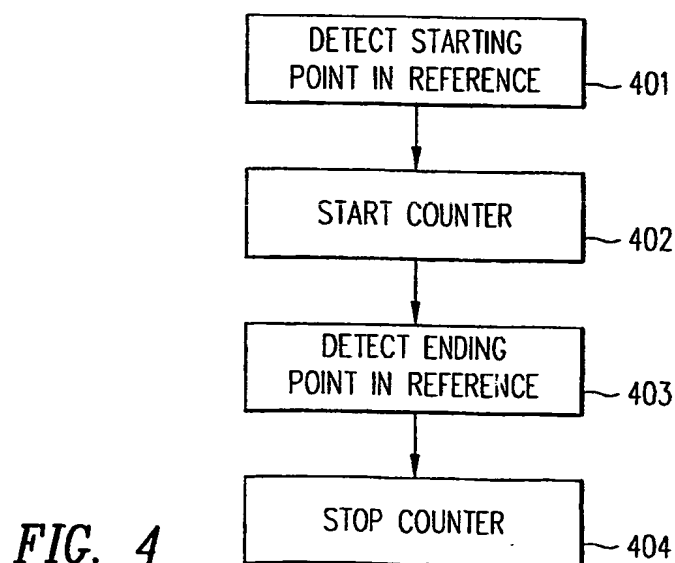 DETECT STARTING
POINT IN REFERENCE
401
START COUNTER
402
DETECT ENDING
POINT IN REFERENCE
403
STOP COUNTER
404
FIG. 4